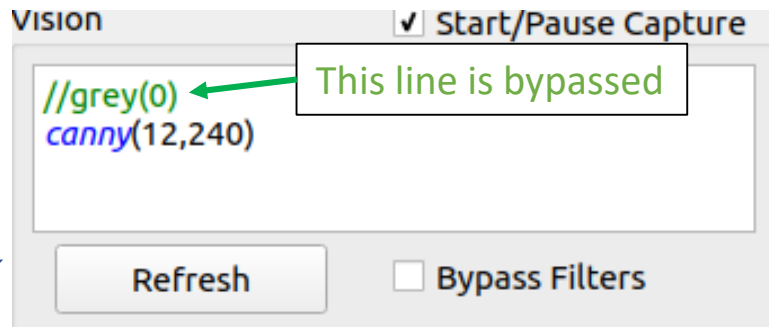 Vision
Start/Pause Capture
//grey(0)
This line is bypassed
canny(12,240)
Refresh
Bypass Filters